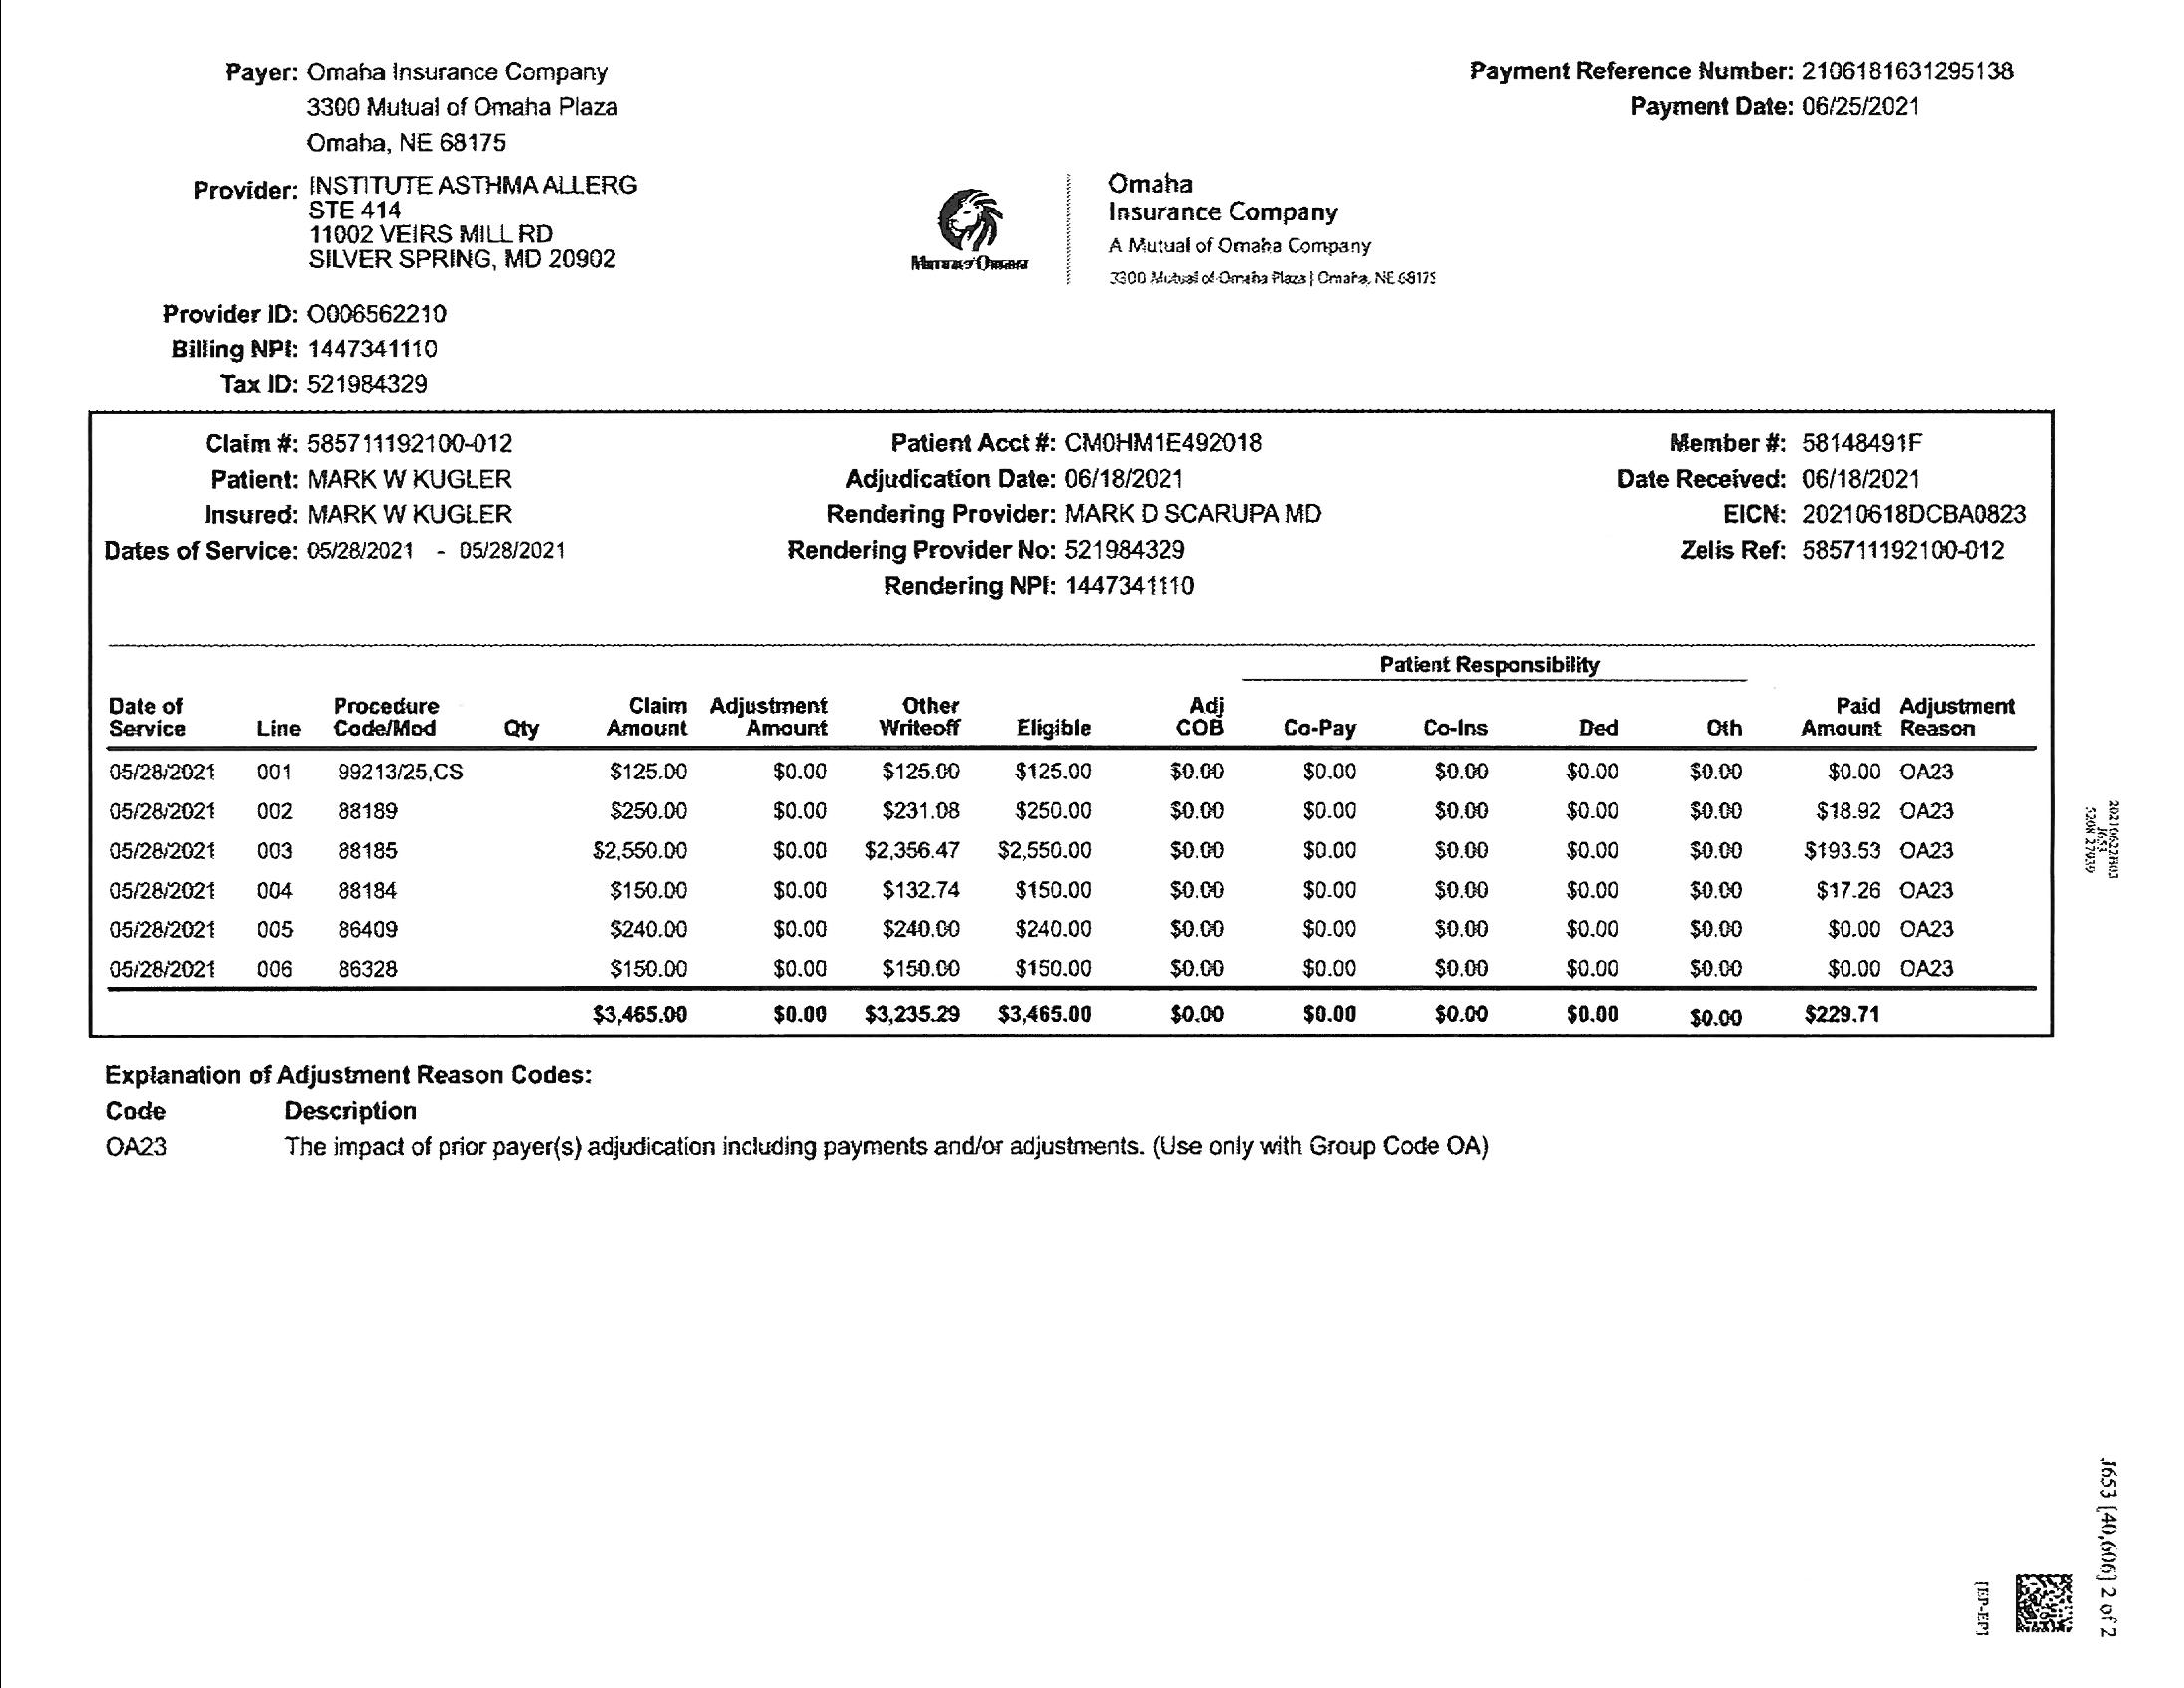 Payer: Omaha Insurance Company
3300 Mutual of Omaha Plaza
Omaha, NE 68175
Payment Reference Number: 2106181631295138
Payment Date: 06/25/2021
Provider: INSTITUTE ASTHMA ALLERG
STE 414
11002 VEIRS MILL RD
SILVER SPRING, MD 20902
Mutual of Omaha
Omaha
Insurance Company
A Mutual of Omaha Company
3300 Mutual of Omaha Plaza | Omaha, NE 68175
Provider ID: O006562210
Billing NPI: 1447341110
Tax ID: 521984329
Claim #: 585711192100-012 Patient Acct #: CM0HM1E492018 Member #: 58148491F
Patient: MARK W KUGLER Adjudication Date: 06/18/2021 Date Received: 06/18/2021
Insured: MARK W KUGLER Rendering Provider: MARK D SCARUPA MD EICN: 20210618DCBA0823
Dates of Service: 05/28/2021 - 05/28/2021 Rendering Provider No: 521984329 Zelis Ref: 585711192100-012
Rendering NPI: 1447341110
Patient Responsibility
Date of Service Line Procedure Code/Mod Qty Claim Amount Adjustment Amount Other Writeoff Eligible Adj COB Co-Pay Co-Ins Ded Oth Paid Amount Adjustment Reason
05/28/2021 001 99213/25,CS $125.00 $0.00 $125.00 $125.00 $0.00 $0.00 $0.00 $0.00 $0.00 $0.00 OA23
05/28/2021 002 88189 $250.00 $0.00 $231.08 $250.00 $0.00 $0.00 $0.00 $0.00 $0.00 $18.92 OA23
05/28/2021 003 88185 $2,550.00 $0.00 $2,356.47 $2,550.00 $0.00 $0.00 $0.00 $0.00 $0.00 $193.53 OA23
05/28/2021 004 88184 $150.00 $0.00 $132.74 $150.00 $0.00 $0.00 $0.00 $0.00 $0.00 $17.26 OA23
05/28/2021 005 86409 $240.00 $0.00 $240.00 $240.00 $0.00 $0.00 $0.00 $0.00 $0.00 $0.00 OA23
05/28/2021 006 86328 $150.00 $0.00 $150.00 $150.00 $0.00 $0.00 $0.00 $0.00 $0.00 $0.00 OA23
$3,465.00 $0.00 $3,235.29 $3,465.00 $0.00 $0.00 $0.00 $0.00 $0.00 $229.71
Explanation of Adjustment Reason Codes:
Code Description
OA23 The impact of prior payer(s) adjudication including payments and/or adjustments. (Use only with Group Code OA)
J653
J653 [40,606] 2 of 2
[EP-EP]